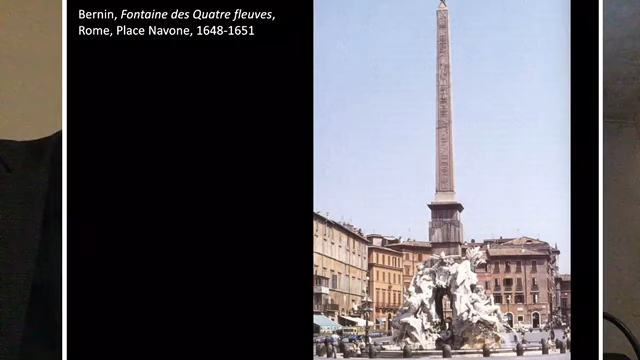 Bernin, Fontaine des Quatre fleuves,
Rome, Place Navone, 1648-1651